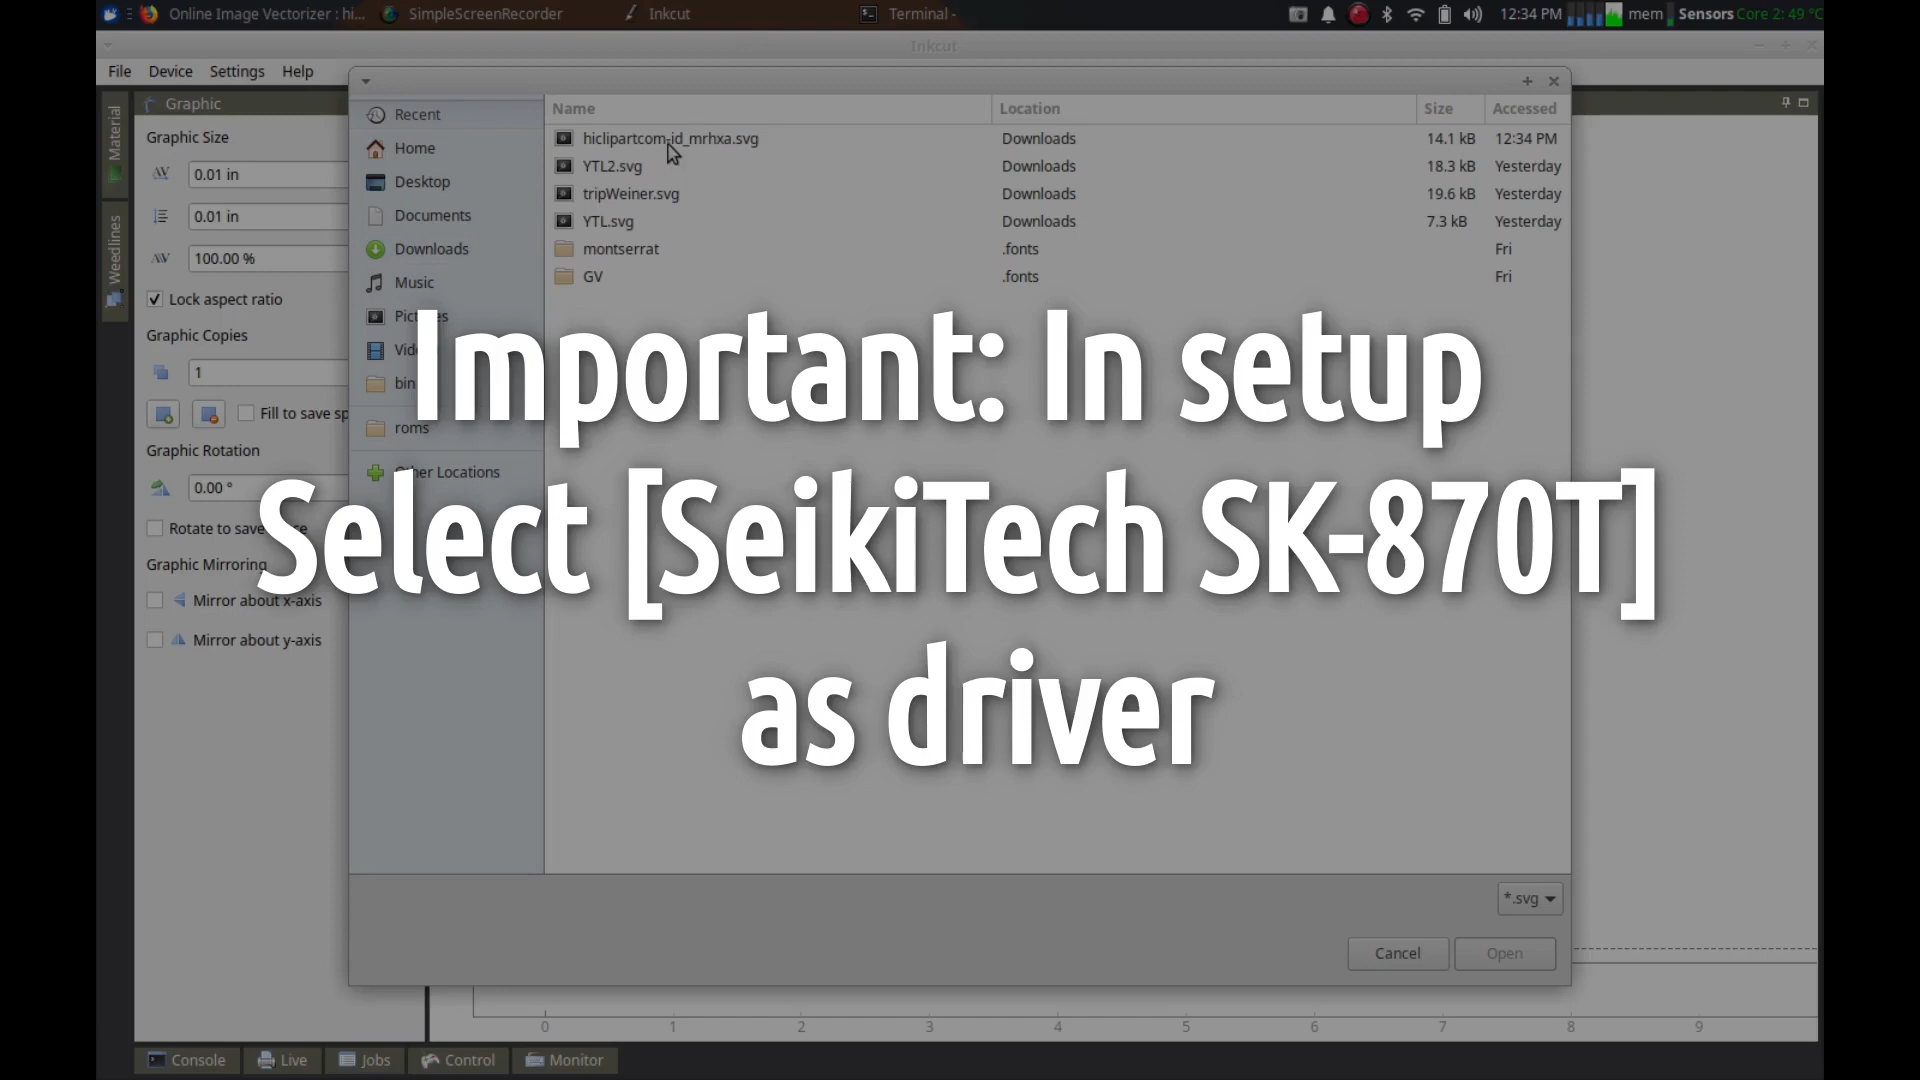 Online Image Vectorizer : hi...
SimpleScreenRecorder
Inkcut
Terminal -
12:34 PM
mem
Sensors Core 2: 49 °C
Inkcut
File Device Settings Help
Material
Weedlines
Graphic
Graphic Size
0.01 in
0.01 in
100.00 %
Lock aspect ratio
Graphic Copies
1
Fill to save sp
Graphic Rotation
0.00 °
Rotate to save
Graphic Mirroring
Mirror about x-axis
Mirror about y-axis
Recent
Home
Desktop
Documents
Downloads
Music
Pictures
bin
roms
Other Locations
Name Location Size Accessed
hiclipartcom-id_mrhxa.svg Downloads 14.1 kB 12:34 PM
YTL2.svg Downloads 18.3 kB Yesterday
tripWeiner.svg Downloads 19.6 kB Yesterday
YTL.svg Downloads 7.3 kB Yesterday
montserrat .fonts Fri
GV .fonts Fri
Important: In setup
Select [SeikiTech SK-870T]
as driver
*.svg
Cancel Open
0 1 2 3 4 5 6 7 8 9
Console Live Jobs Control Monitor